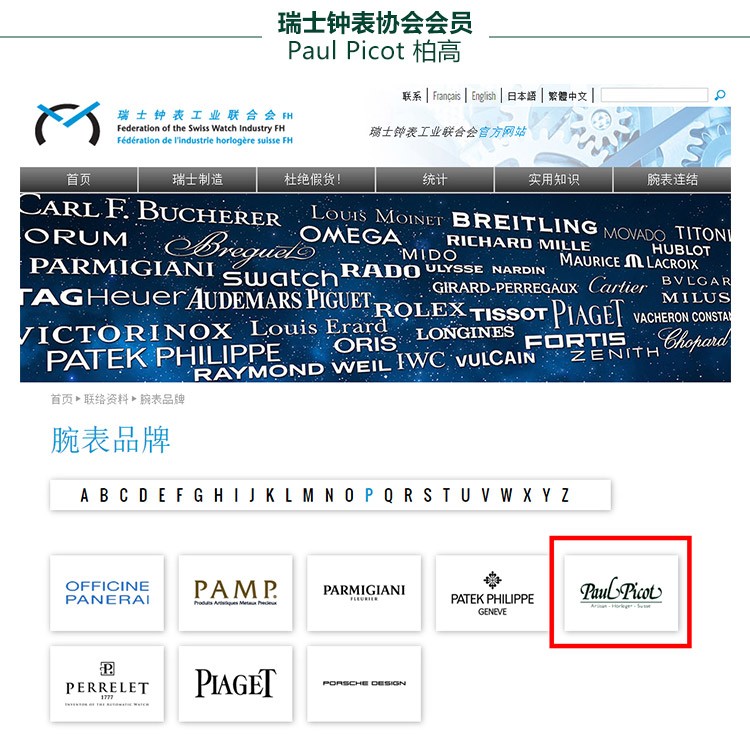 瑞士钟表协会会员
Paul Picot 柏高
联系 | Français | English | 日本語 | 繁體中文 |
瑞士钟表工业联合会 FH
Federation of the Swiss Watch Industry FH
Fédération de l'industrie horlogère suisse FH
瑞士钟表工业联合会官方网站
首页 瑞士制造 杜绝假货! 统计 实用知识 腕表连结
CARL F. BUCHERER LOUIS MOINET BREITLING MOVADO TITONI
ORUM Breguet OMEGA MIDO RICHARD MILLE HUBLOT
PARMIGIANI swatch RADO ULYSSE NARDIN MAURICE LACROIX
TAGHeuer AUDEMARS PIGUET GIRARD-PERREGAUX Cartier BVLGAR
MILUS
VICTORINOX Louis Erard ROLEX TISSOT PIAGET VACHERON CONSTAN
PATEK PHILIPPE ORIS LONGINES FORTIS Chopard
RAYMOND WEIL IWC VULCAIN ZENITH
首页 ▸ 联络资料 ▸ 腕表品牌
腕表品牌
A B C D E F G H I J K L M N O P Q R S T U V W X Y Z
OFFICINE
PANERAI
PAMP.
Produits Artistiques Métaux Précieux
PARMIGIANI
FLEURIER
PATEK PHILIPPE
GENEVE
Paul Picot
Artisan - Horloger - Suisse
P
PERRELET
1777
INVENTOR OF THE AUTOMATIC WATCH
PIAGET
PORSCHE DESIGN